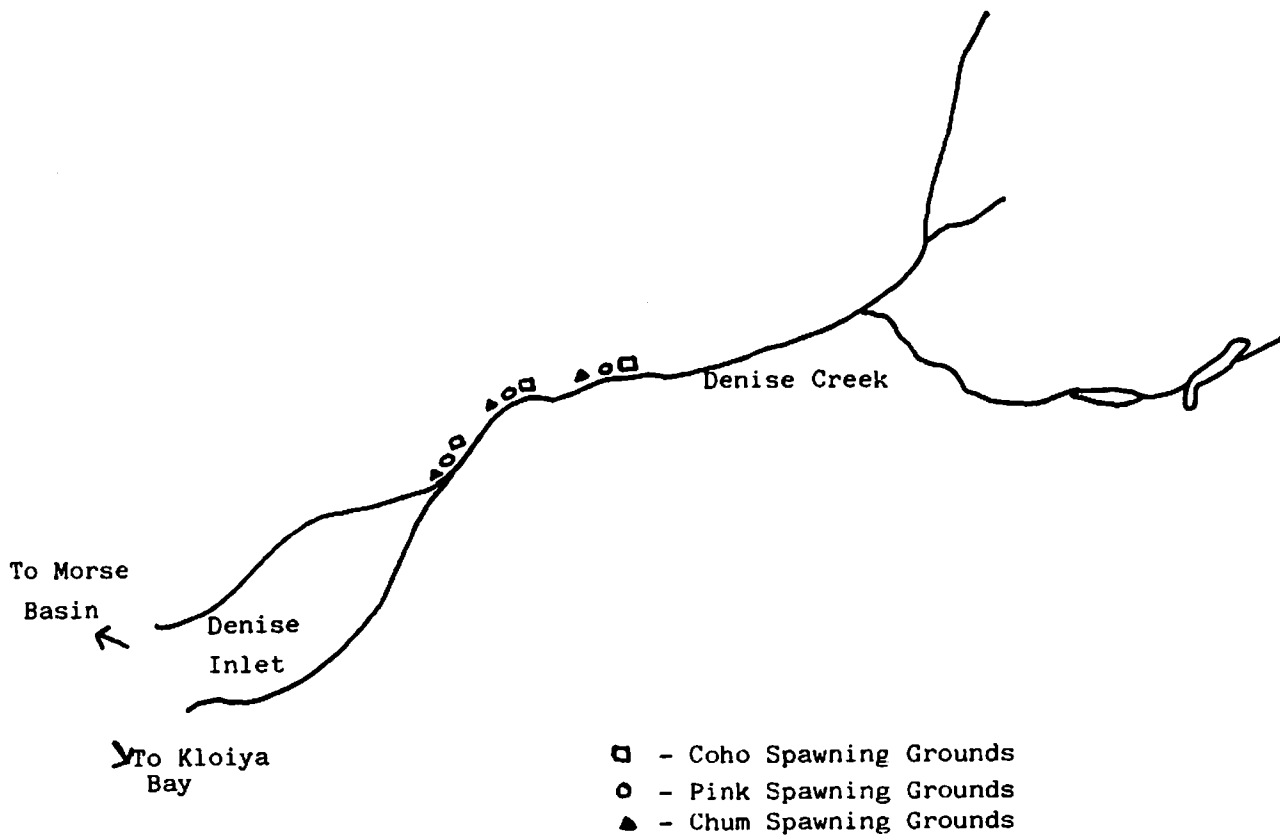 Denise Creek
To Morse
Basin
Denise
Inlet
To Kloiya
Bay
- Coho Spawning Grounds
- Pink Spawning Grounds
- Chum Spawning Grounds